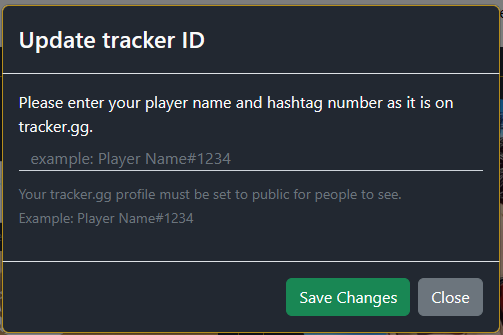 Update tracker ID
Please enter your player name and hashtag number as it is on
tracker.gg.
example: Player Name#1234
Your tracker.gg profile must be set to public for people to see.
Example: Player Name#1234
Save Changes
Close